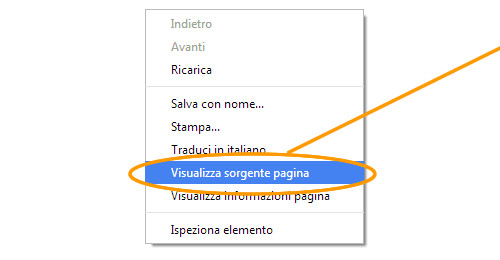 Indietro
Avanti
Ricarica
Salva con nome...
Stampa...
Traduci in italiano
Visualizza sorgente pagina
Visualizza informazioni pagina
Ispeziona elemento